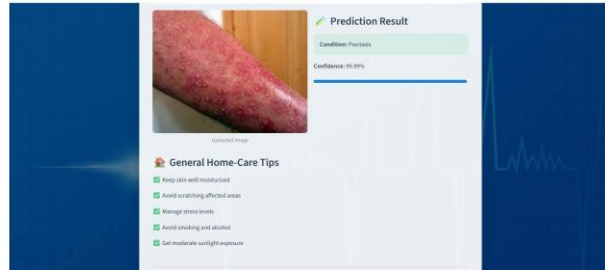 Prediction Result
Condition: Psoriasis
Confidence: 99.99%
Uploaded Image
General Home-Care Tips
Keep skin well moisturized
Avoid scratching affected areas
Manage stress levels
Avoid smoking and alcohol
Get moderate sunlight exposure